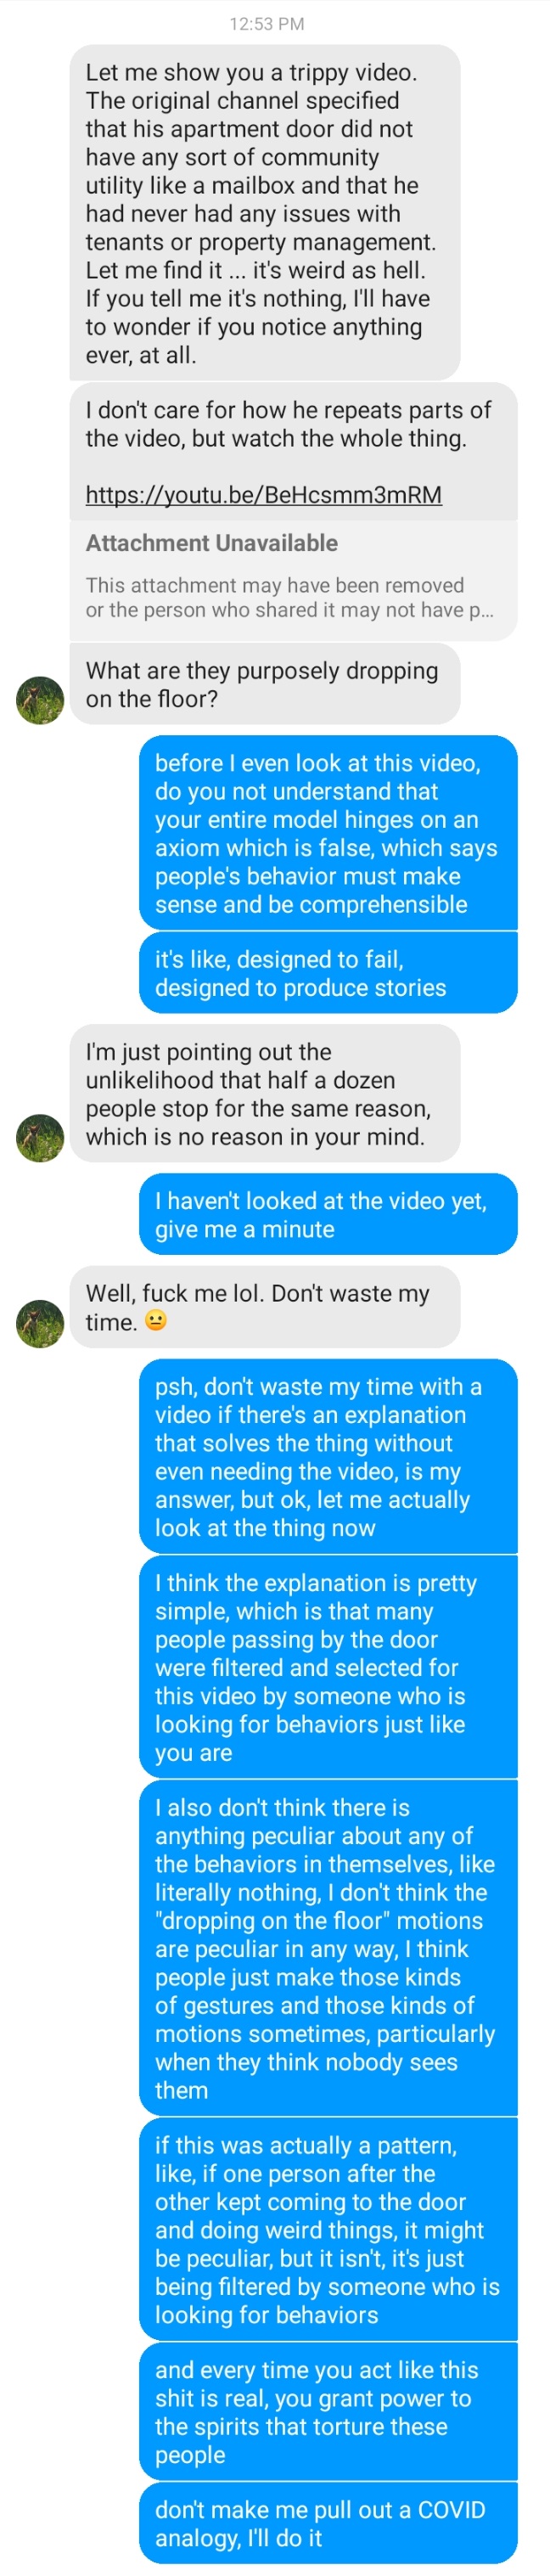 12:53 PM
Let me show you a trippy video.
The original channel specified
that his apartment door did not
have any sort of community
utility like a mailbox and that he
had never had any issues with
tenants or property management.
Let me find it ... it's weird as hell.
If you tell me it's nothing, I'll have
to wonder if you notice anything
ever, at all.
I don't care for how he repeats parts of
the video, but watch the whole thing.
https://youtu.be/BeHcsmm3mRM
Attachment Unavailable
This attachment may have been removed
or the person who shared it may not have p...
What are they purposely dropping
on the floor?
before I even look at this video,
do you not understand that
your entire model hinges on an
axiom which is false, which says
people's behavior must make
sense and be comprehensible
it's like, designed to fail,
designed to produce stories
I'm just pointing out the
unlikelihood that half a dozen
people stop for the same reason,
which is no reason in your mind.
I haven't looked at the video yet,
give me a minute
Well, fuck me lol. Don't waste my
time. 😐
psh, don't waste my time with a
video if there's an explanation
that solves the thing without
even needing the video, is my
answer, but ok, let me actually
look at the thing now
I think the explanation is pretty
simple, which is that many
people passing by the door
were filtered and selected for
this video by someone who is
looking for behaviors just like
you are
I also don't think there is
anything peculiar about any of
the behaviors in themselves, like
literally nothing, I don't think the
"dropping on the floor" motions
are peculiar in any way, I think
people just make those kinds
of gestures and those kinds of
motions sometimes, particularly
when they think nobody sees
them
if this was actually a pattern,
like, if one person after the
other kept coming to the door
and doing weird things, it might
be peculiar, but it isn't, it's just
being filtered by someone who is
looking for behaviors
and every time you act like this
shit is real, you grant power to
the spirits that torture these
people
don't make me pull out a COVID
analogy, I'll do it